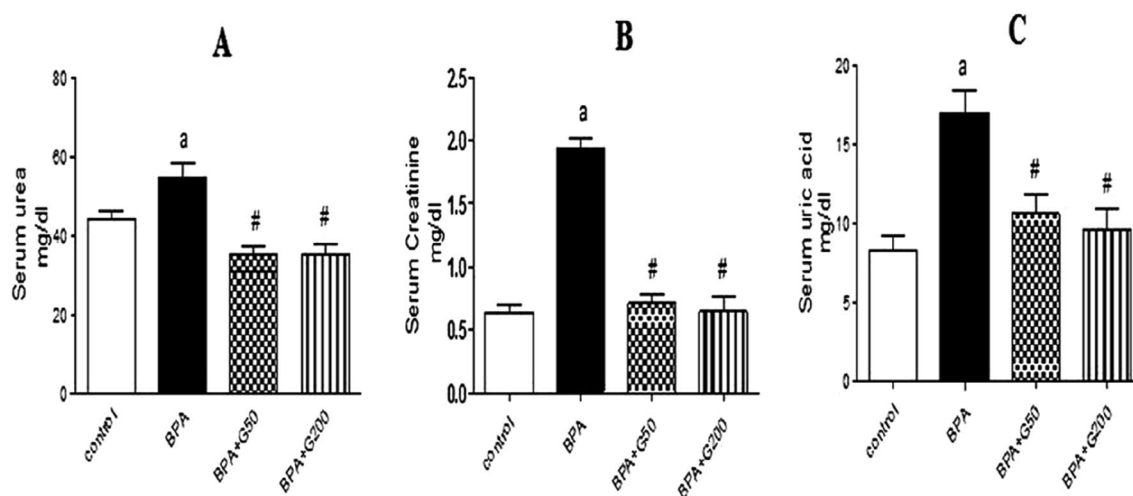 A
Serum urea
mg/dl
80
60
40
20
0
a
#
#
control
BPA
BPA+G50
BPA+G200
B
Serum Creatinine
mg/dl
2.5
2.0
1.5
1.0
0.5
0.0
a
#
#
control
BPA
BPA+G50
BPA+G200
C
Serum uric acid
mg/dl
20
15
10
5
0
a
#
#
control
BPA
BPA+G50
BPA+G200